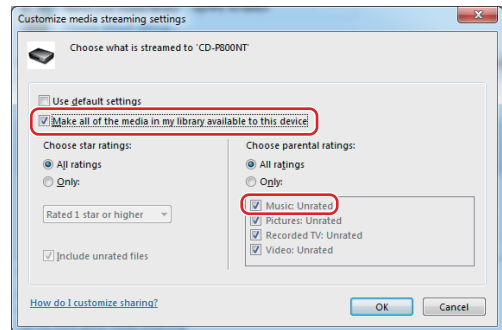 Customize media streaming settings
Choose what is streamed to 'CD-P800NT'
Use default settings
Make all of the media in my library available to this device
Choose star ratings:
All ratings
Only:
Rated 1 star or higher
Include unrated files
Choose parental ratings:
All ratings
Only:
Music: Unrated
Pictures: Unrated
Recorded TV: Unrated
Video: Unrated
How do I customize sharing?
OK
Cancel